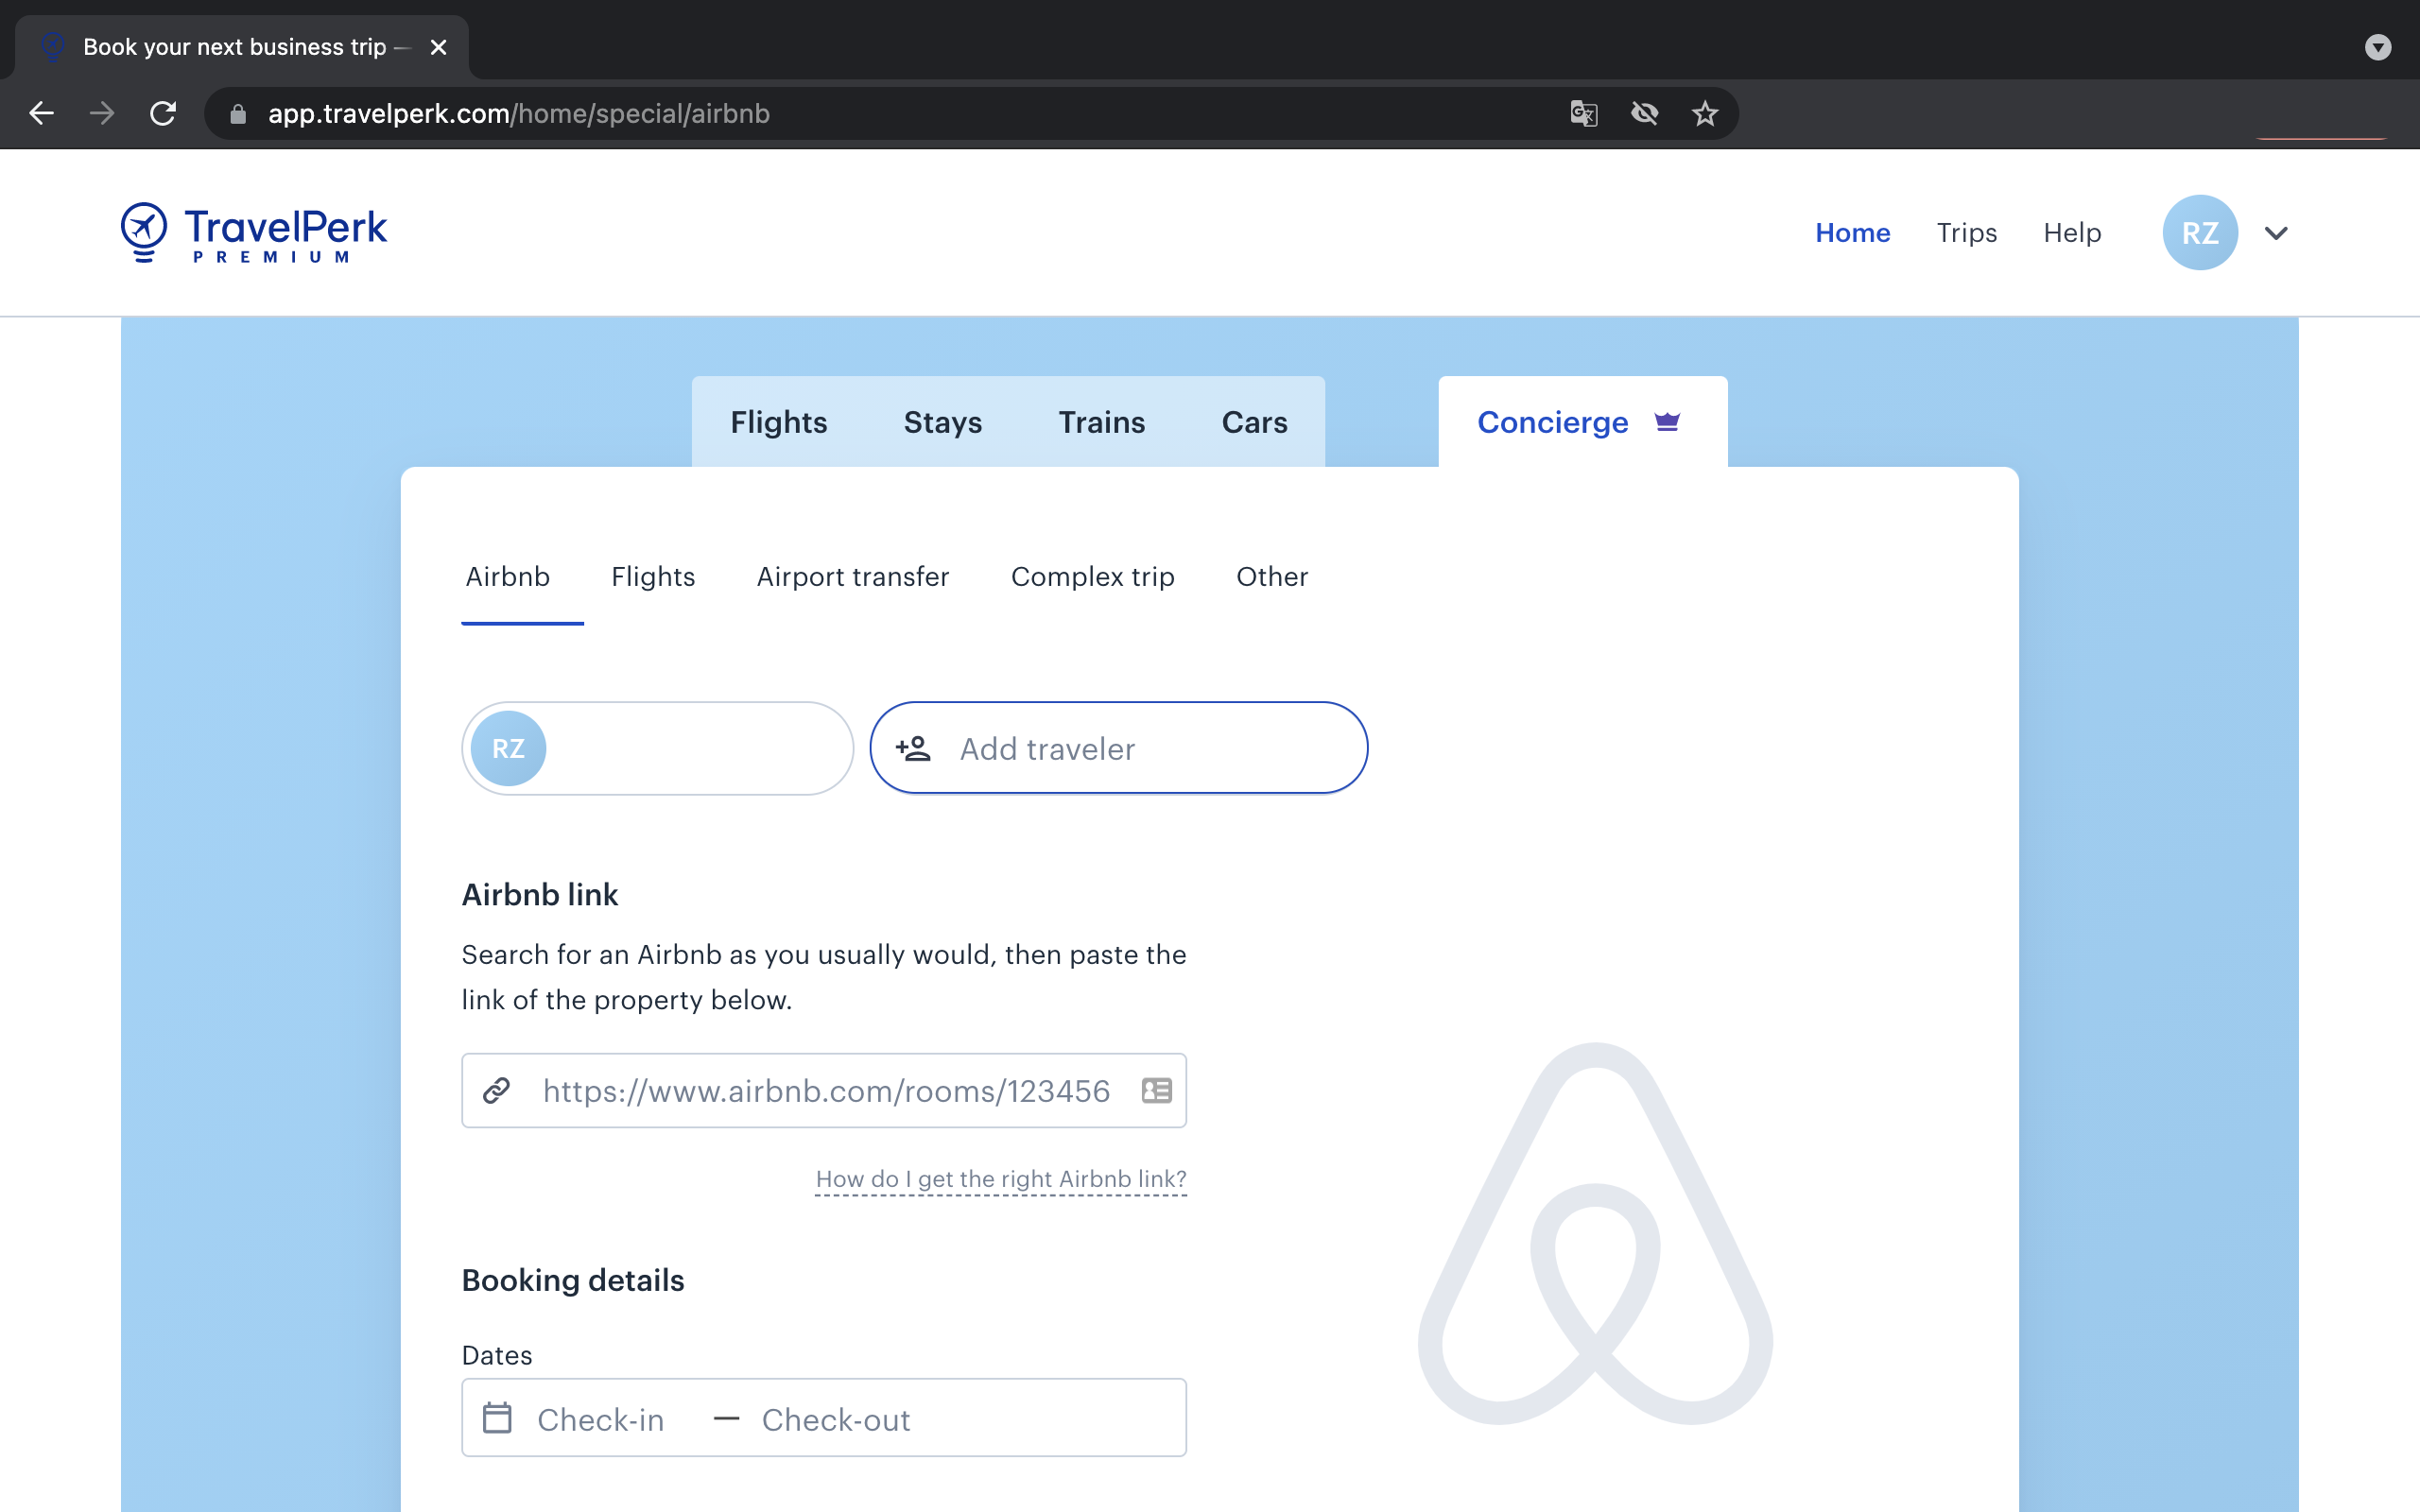 Book your next business trip —
app.travelperk.com/home/special/airbnb
TravelPerk
PREMIUM
Home
Trips
Help
RZ
Flights
Stays
Trains
Cars
Concierge
Airbnb
Flights
Airport transfer
Complex trip
Other
RZ
Add traveler
Airbnb link
Search for an Airbnb as you usually would, then paste the
link of the property below.
https://www.airbnb.com/rooms/123456
How do I get the right Airbnb link?
Booking details
Dates
Check-in — Check-out